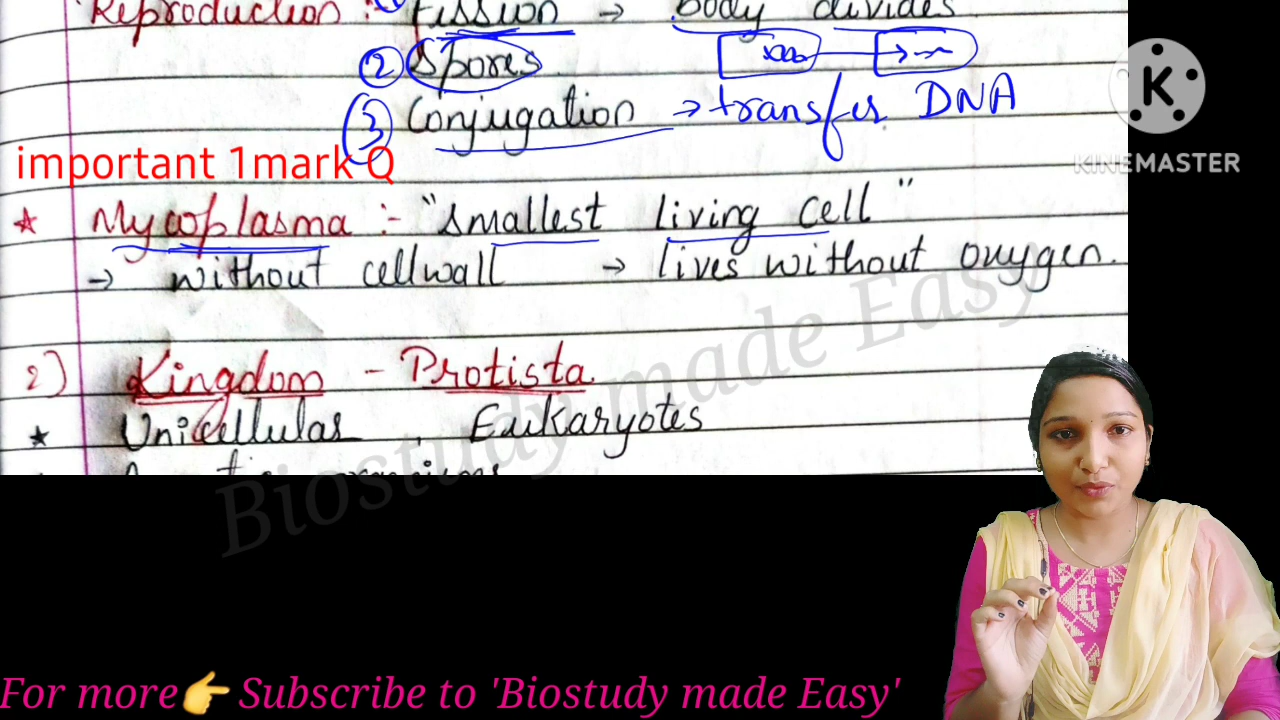 Reproduction : ① Fission → body divides
② Spores
③ Conjugation → transfer DNA
K
KINEMASTER
important 1mark Q
★ Mycoplasma :- "smallest living cell"
→ without cellwall → lives without oxygen.
2) Kingdom - Protista
★ Unicellular . Eukaryotes
Biostudy made Easy
For more👉 Subscribe to 'Biostudy made Easy'